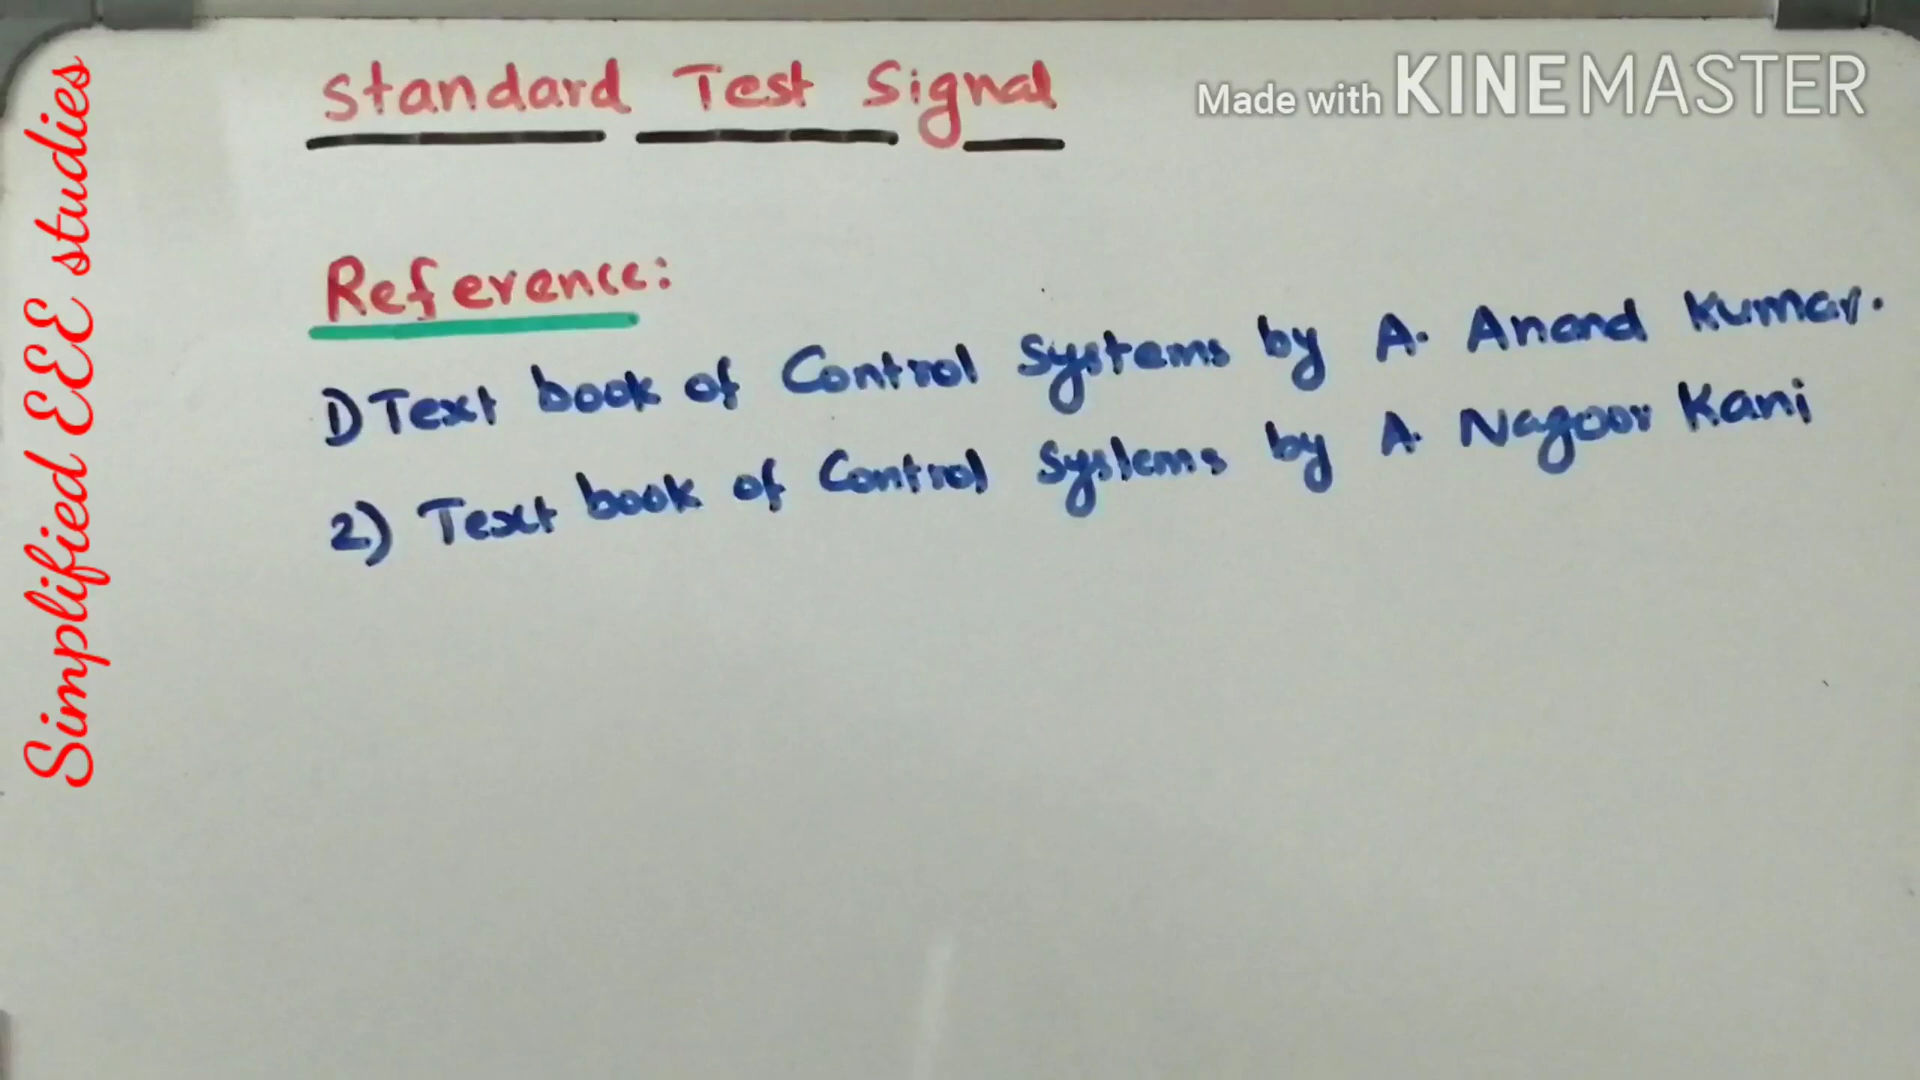 Standard Test Signal
Made with KINEMASTER
Simplified EEE studies
Reference:
1) Text book of Control Systems by A. Anand Kumar.
2) Text book of Control Systems by A. Nagoor Kani